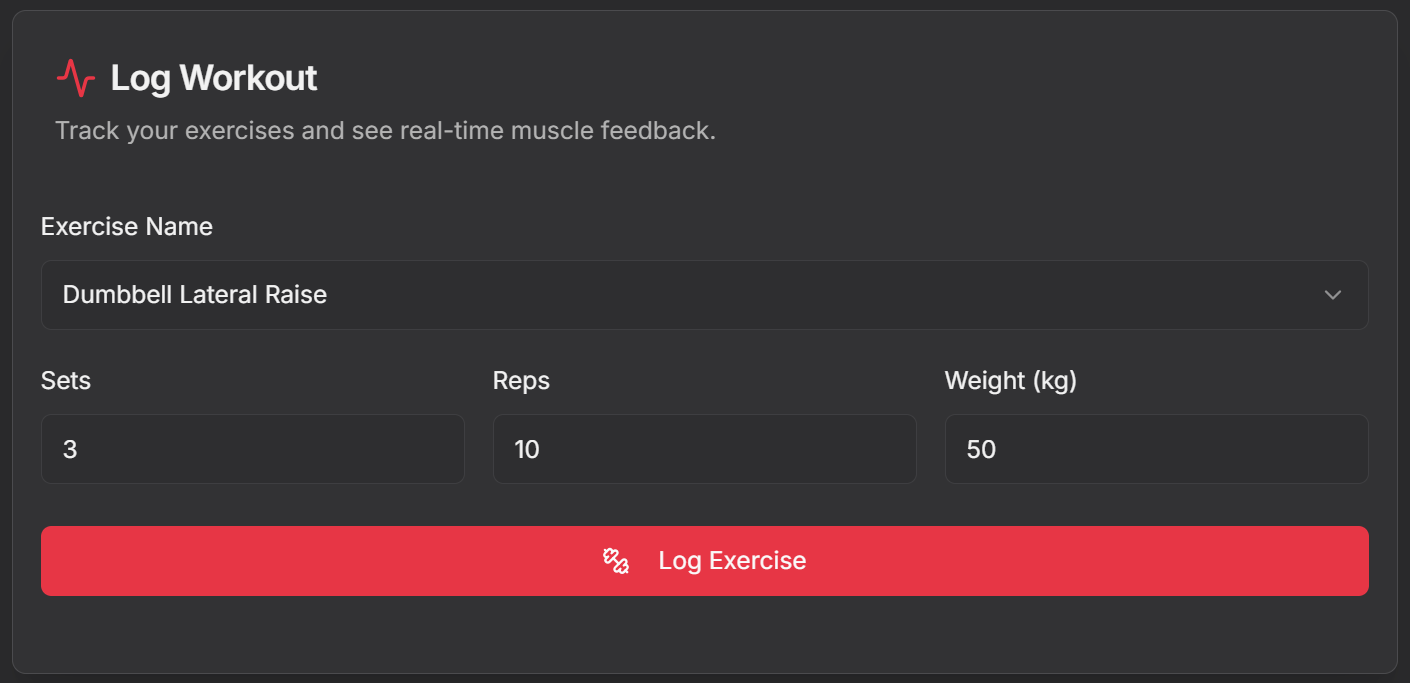 Log Workout
Track your exercises and see real-time muscle feedback.
Exercise Name
Dumbbell Lateral Raise
Sets
Reps
Weight (kg)
3
10
50
Log Exercise